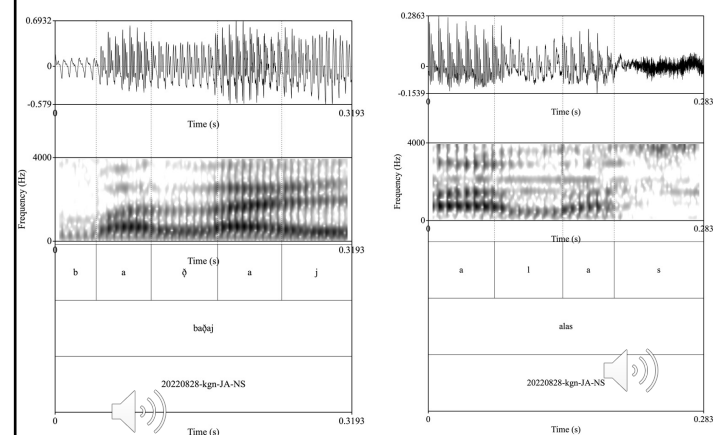 0.6932
0
-0.579
0
0.3193
Time (s)
4000
Frequency (Hz)
0
0
0.3193
Time (s)
b a ð̞ a j
bað̞aj
20220828-kgn-JA-NS
0
0.3193
Time (s)
0.2863
0
-0.1539
0
0.283
Time (s)
4000
Frequency (Hz)
0
0
0.283
Time (s)
a l a s
alas
20220828-kgn-JA-NS
0
0.283
Time (s)